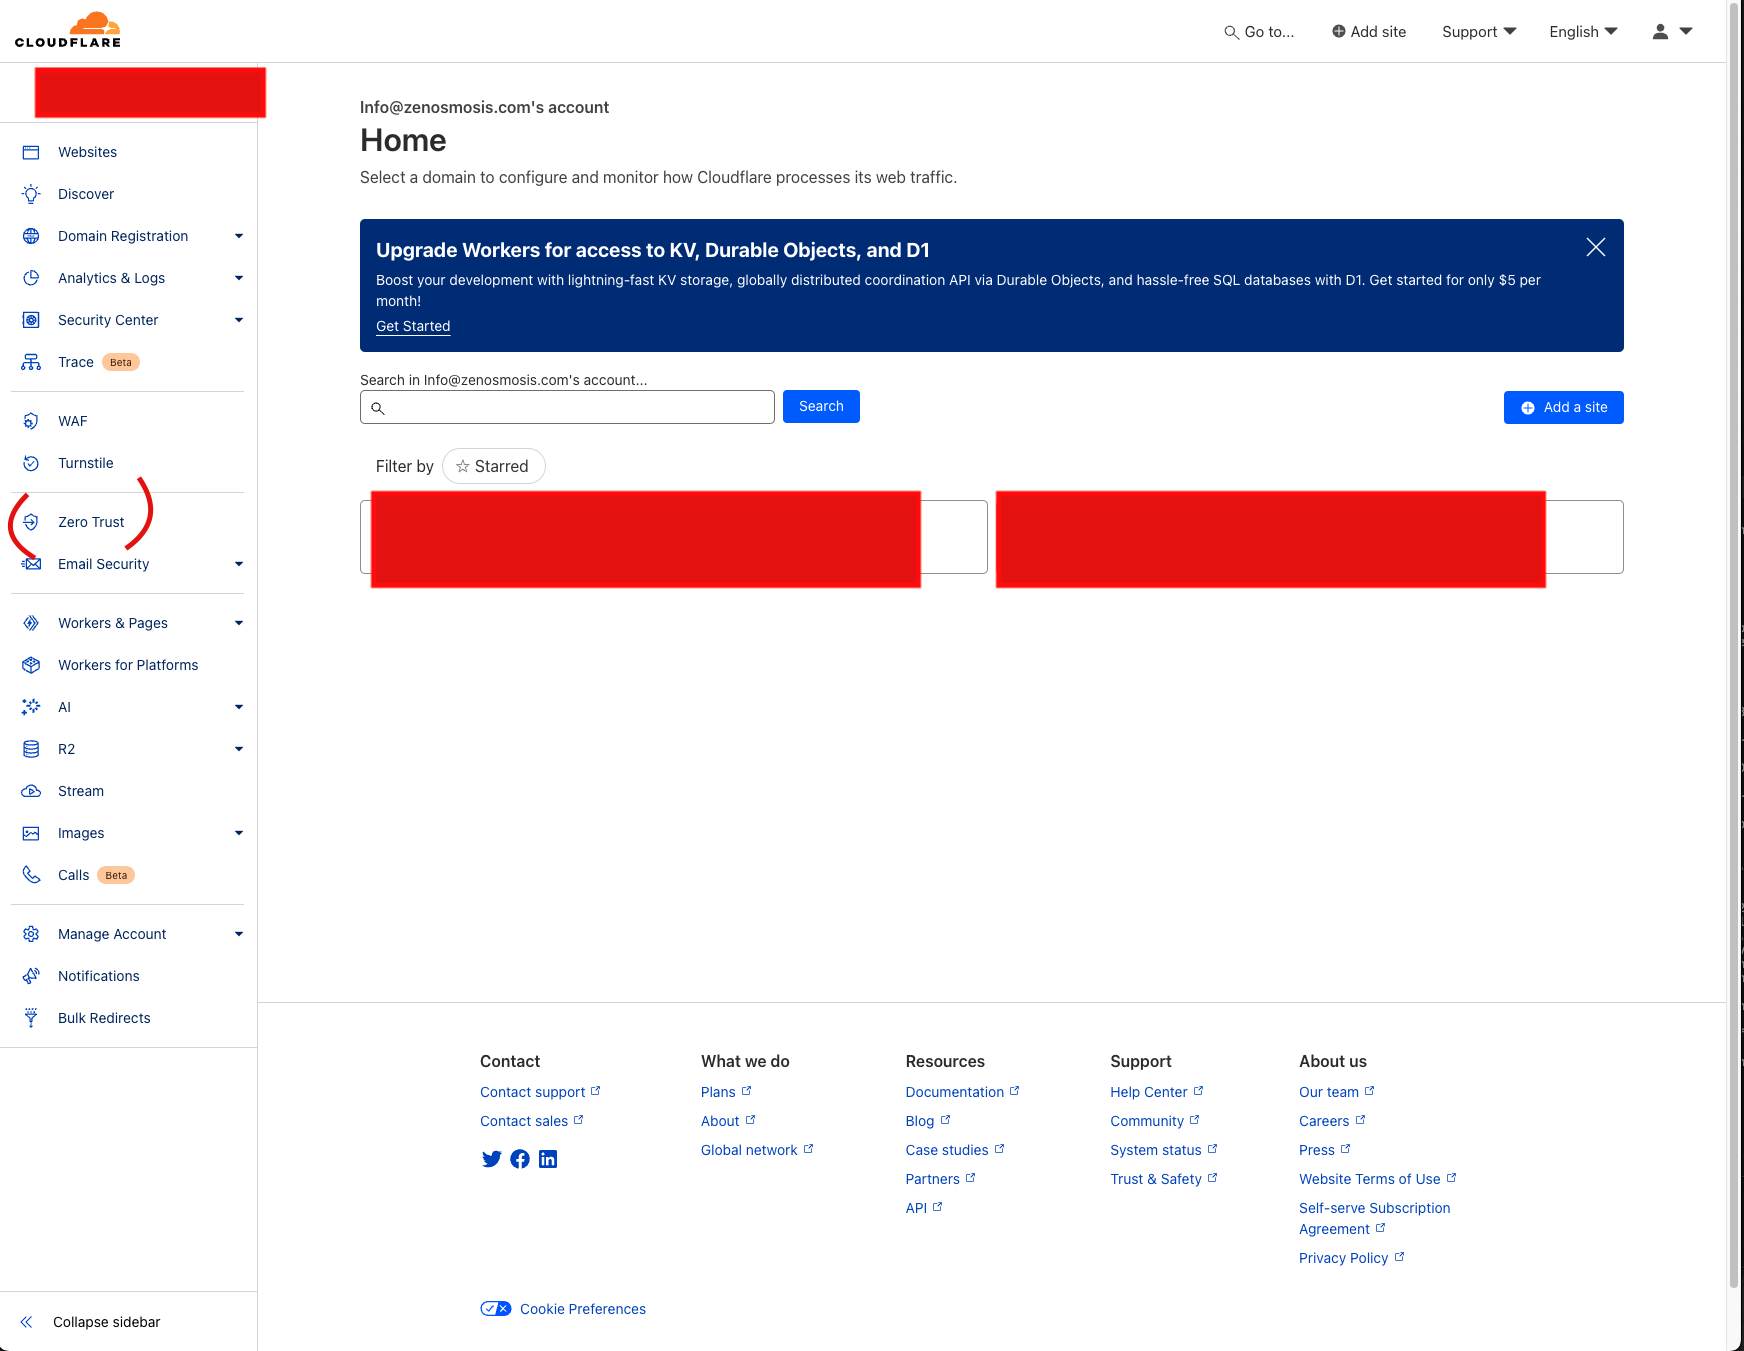 CLOUDFLARE
Go to...
Add site
Support
English
Websites
Discover
Domain Registration
Analytics & Logs
Security Center
Trace Beta
WAF
Turnstile
Zero Trust
Email Security
Workers & Pages
Workers for Platforms
AI
R2
Stream
Images
Calls Beta
Manage Account
Notifications
Bulk Redirects
Collapse sidebar
Info@zenosmosis.com's account
Home
Select a domain to configure and monitor how Cloudflare processes its web traffic.
Upgrade Workers for access to KV, Durable Objects, and D1
Boost your development with lightning-fast KV storage, globally distributed coordination API via Durable Objects, and hassle-free SQL databases with D1. Get started for only $5 per
month!
Get Started
Search in Info@zenosmosis.com's account...
Search
Add a site
Filter by
Starred
Contact
Contact support
Contact sales
What we do
Plans
About
Global network
Resources
Documentation
Blog
Case studies
Partners
API
Support
Help Center
Community
System status
Trust & Safety
About us
Our team
Careers
Press
Website Terms of Use
Self-serve Subscription
Agreement
Privacy Policy
Cookie Preferences